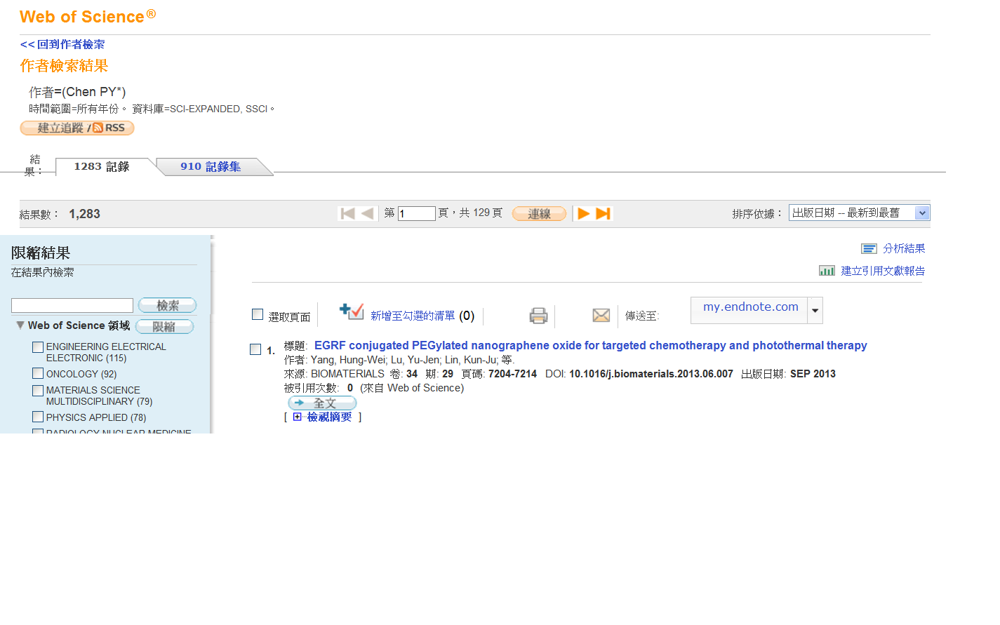 Web of Science®
<< 回到作者檢索
作者檢索結果
作者=(Chen PY*)
時間範圍=所有年份。 資料庫=SCI-EXPANDED, SSCI。
建立追蹤 / RSS
結果：
1283 記錄
910 記錄集
結果數： 1,283
第 1 頁，共 129 頁
連線
排序依據： 出版日期 -- 最新到最舊
限縮結果
在結果內檢索
檢索
Web of Science 領域
限縮
ENGINEERING ELECTRICAL
ELECTRONIC (115)
ONCOLOGY (92)
MATERIALS SCIENCE
MULTIDISCIPLINARY (79)
PHYSICS APPLIED (78)
RADIOLOGY NUCLEAR MEDICINE
分析結果
建立引用文獻報告
選取頁面
新增至勾選的清單 (0)
傳送至:
my.endnote.com
1. 標題: EGRF conjugated PEGylated nanographene oxide for targeted chemotherapy and photothermal therapy
作者: Yang, Hung-Wei; Lu, Yu-Jen; Lin, Kun-Ju; 等.
來源: BIOMATERIALS 卷: 34 期: 29 頁碼: 7204-7214 DOI: 10.1016/j.biomaterials.2013.06.007 出版日期: SEP 2013
被引用次數: 0 (來自 Web of Science)
全文
[ 檢視摘要 ]